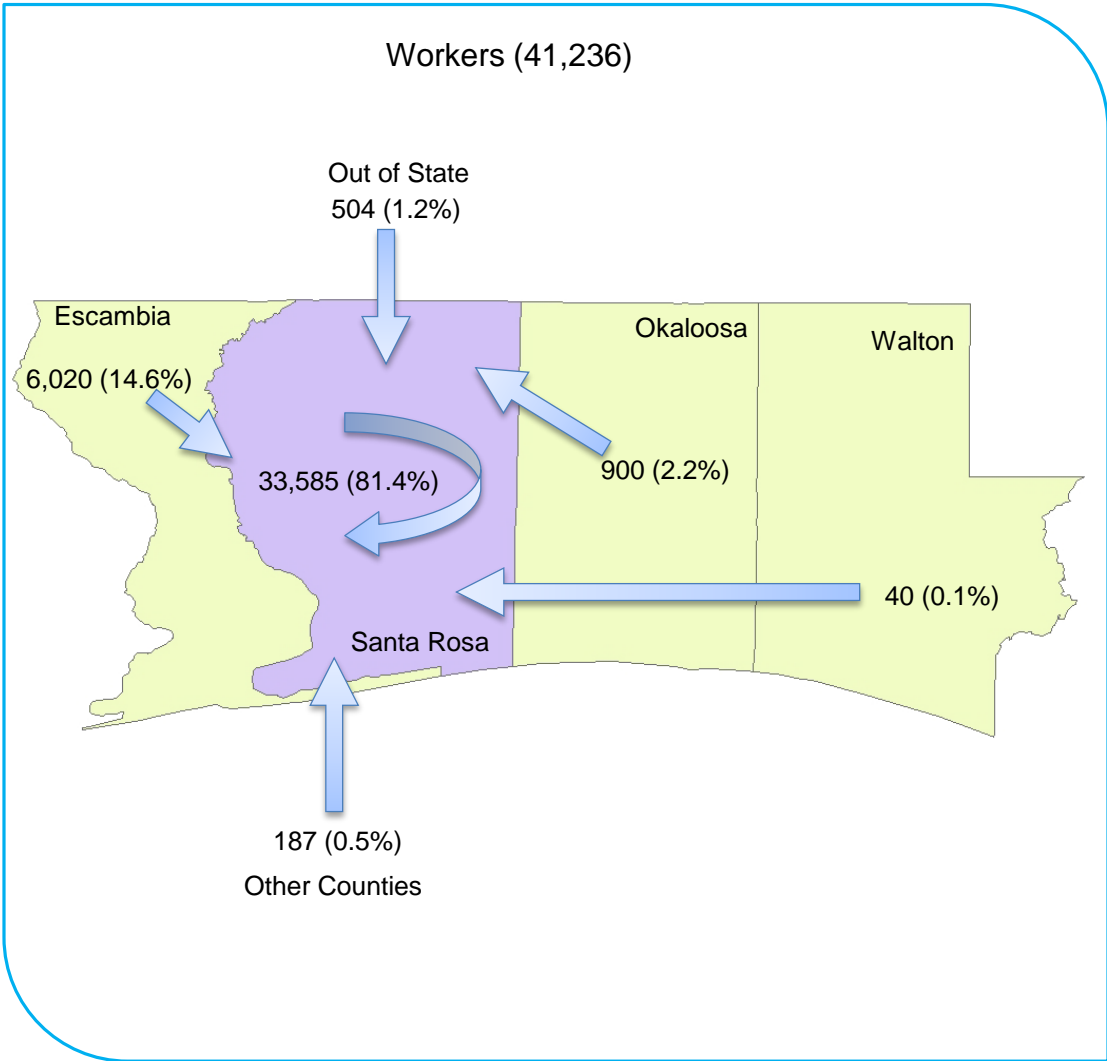 Workers (41,236)
Out of State
504 (1.2%)
Escambia
Okaloosa
Walton
6,020 (14.6%)
900 (2.2%)
33,585 (81.4%)
40 (0.1%)
Santa Rosa
187 (0.5%)
Other Counties